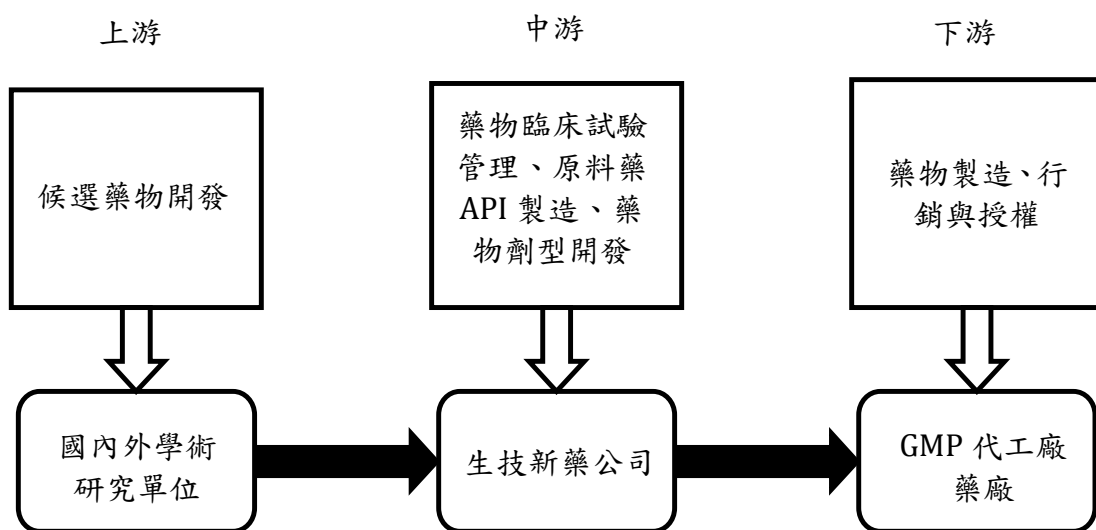 上游
中游
下游
候選藥物開發
藥物臨床試驗
管理、原料藥
API 製造、藥
物劑型開發
藥物製造、行
銷與授權
國內外學術
研究單位
生技新藥公司
GMP 代工廠
藥廠